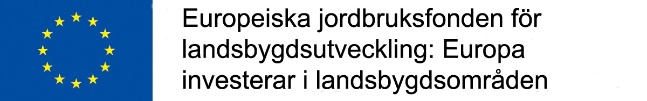 Europeiska jordbruksfonden för
landsbygdsutveckling: Europa
investerar i landsbygdsområden